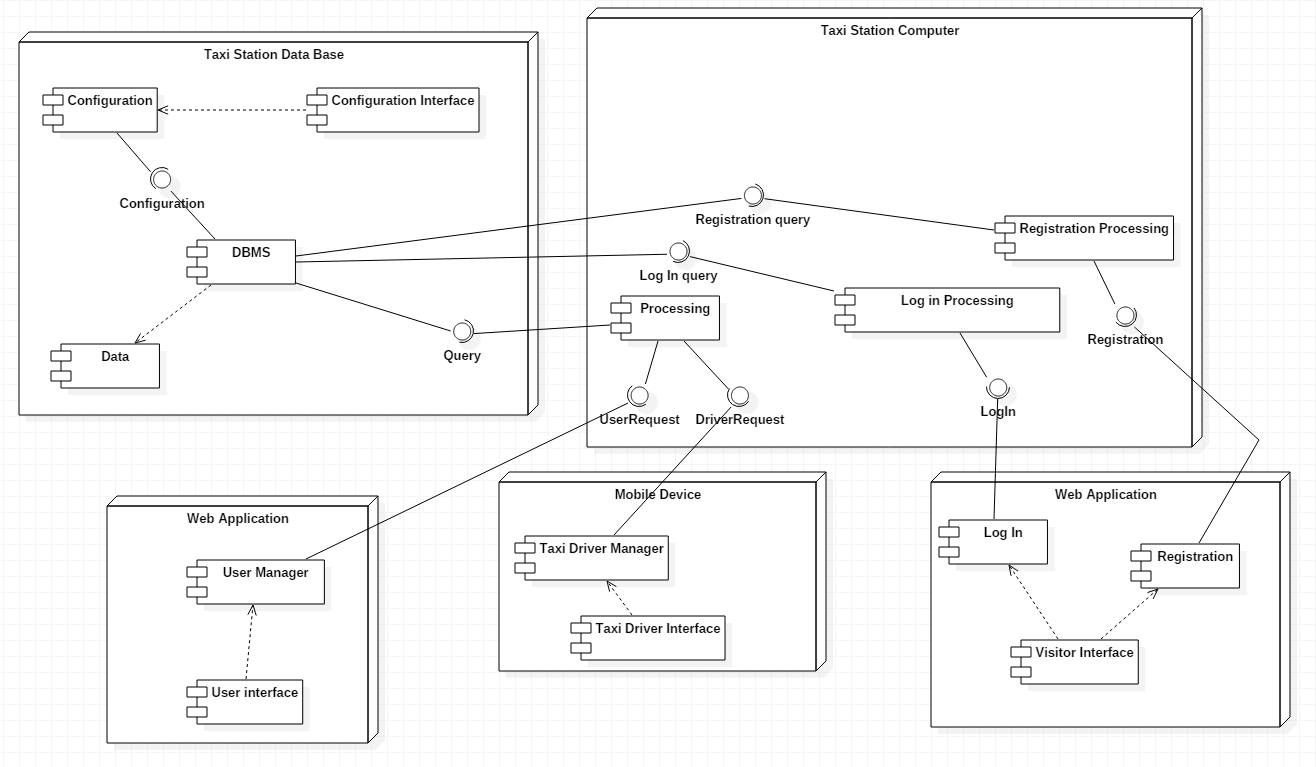 Taxi Station Data Base
Configuration
Configuration Interface
Configuration
DBMS
Data
Query
Taxi Station Computer
Registration query
Registration Processing
Log In query
Log in Processing
Processing
Registration
UserRequest
DriverRequest
LogIn
Web Application
User Manager
User interface
Mobile Device
Taxi Driver Manager
Taxi Driver Interface
Web Application
Log In
Registration
Visitor Interface